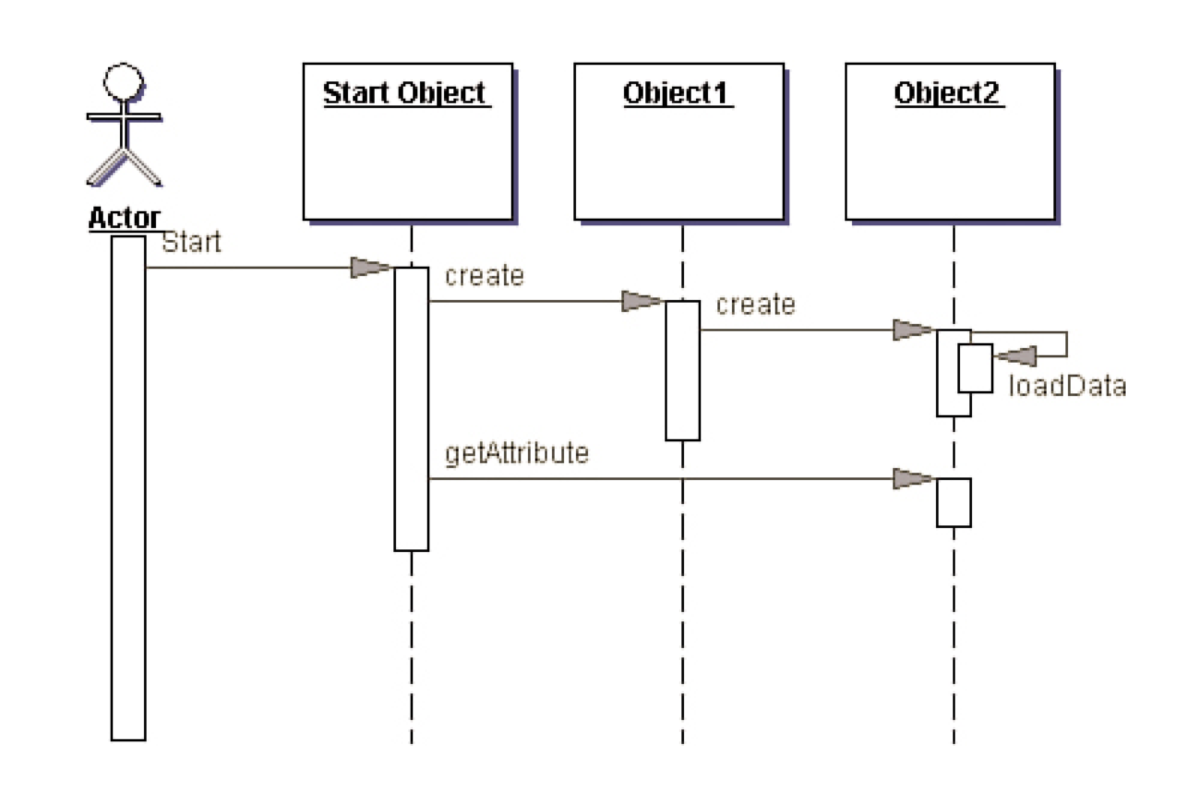 Start Object
Object1
Object2
Actor
Start
create
create
loadData
getAttribute